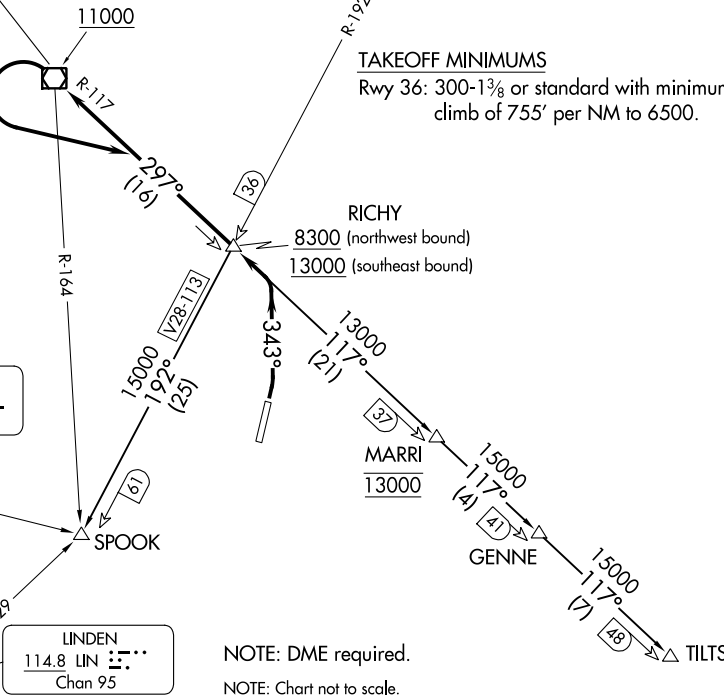 11000
R-192
TAKEOFF MINIMUMS
Rwy 36: 300-1⅜ or standard with minimum
climb of 755' per NM to 6500.
R-117
297°
(16)
36
RICHY
8300 (northwest bound)
13000 (southeast bound)
R-164
V28-113
15000
192°
(25)
343°
13000
117°
(21)
37
MARRI
13000
15000
117°
(4)
41
GENNE
61
SPOOK
15000
117°
(7)
48
TILTS
LINDEN
114.8 LIN
Chan 95
NOTE: DME required.
NOTE: Chart not to scale.